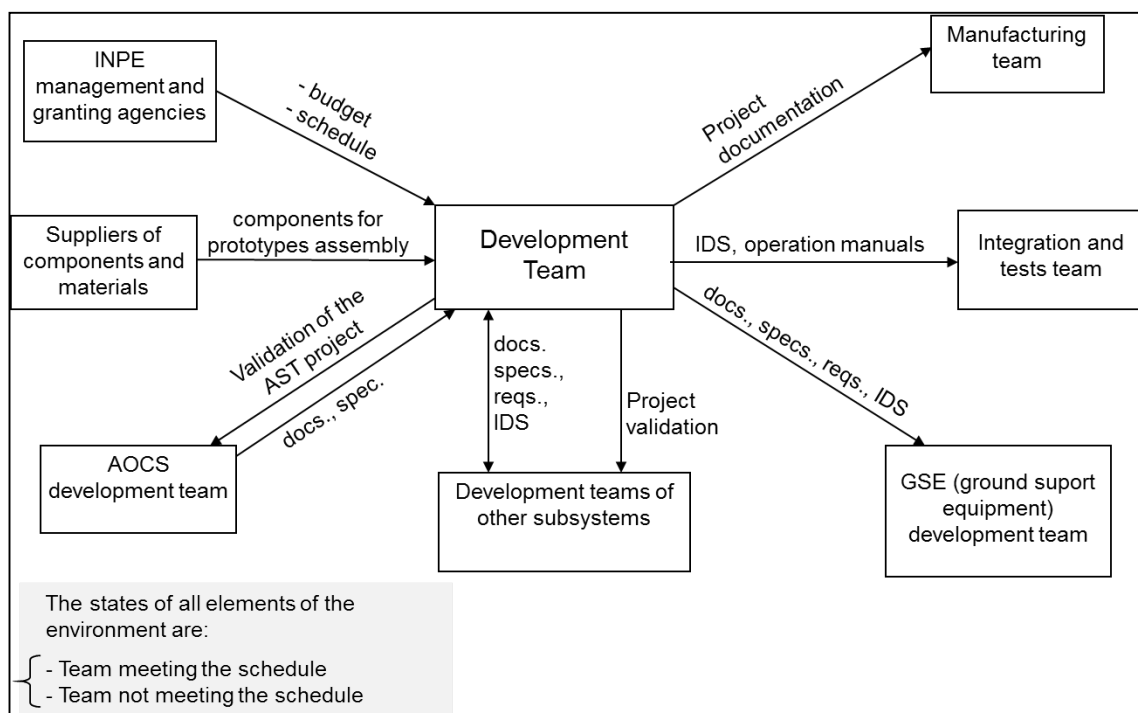 INPE
management and
granting agencies
- budget
- schedule
Project
documentation
Manufacturing
team
Suppliers of
components and
materials
components for
prototypes assembly
Development
Team
IDS, operation manuals
Integration and
tests team
Validation of the
AST project
docs., spec.
docs.
specs.,
reqs.,
IDS
Project
validation
docs., specs., reqs., IDS
AOCS
development team
Development teams of
other subsystems
GSE (ground suport
equipment)
development team
The states of all elements of the
environment are:
- Team meeting the schedule
- Team not meeting the schedule